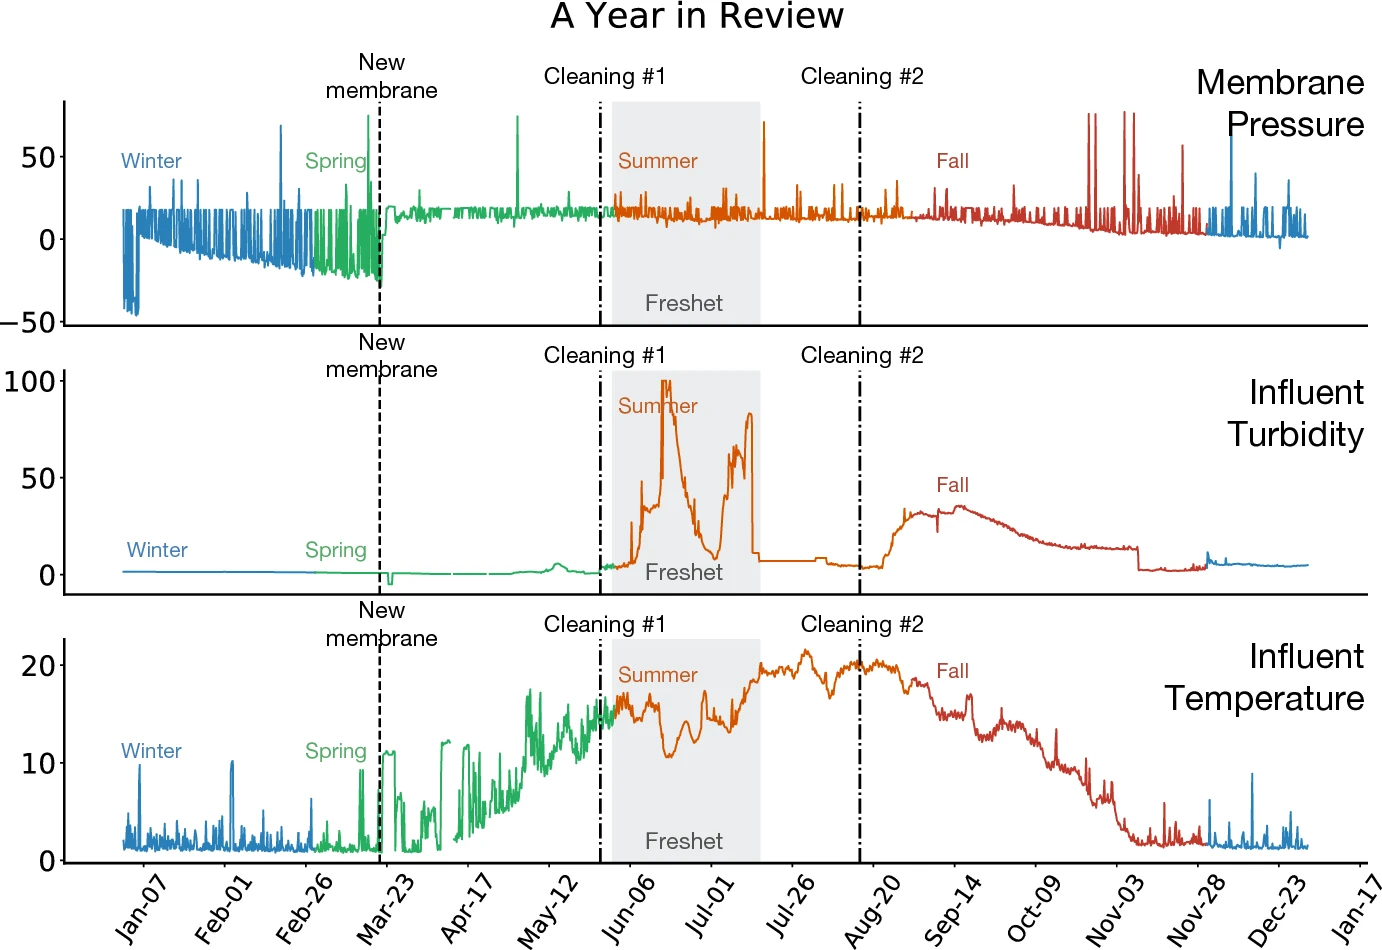 A Year in Review
New
membrane
Cleaning #1
Cleaning #2
Membrane
Pressure
Winter
Spring
Summer
Fall
Freshet
50
0
−50
New
membrane
Cleaning #1
Cleaning #2
Influent
Turbidity
Winter
Spring
Summer
Fall
Freshet
100
50
0
New
membrane
Cleaning #1
Cleaning #2
Influent
Temperature
Winter
Spring
Summer
Fall
Freshet
20
10
0
Jan-07
Feb-01
Feb-26
Mar-23
Apr-17
May-12
Jun-06
Jul-01
Jul-26
Aug-20
Sep-14
Oct-09
Nov-03
Nov-28
Dec-23
Jan-17